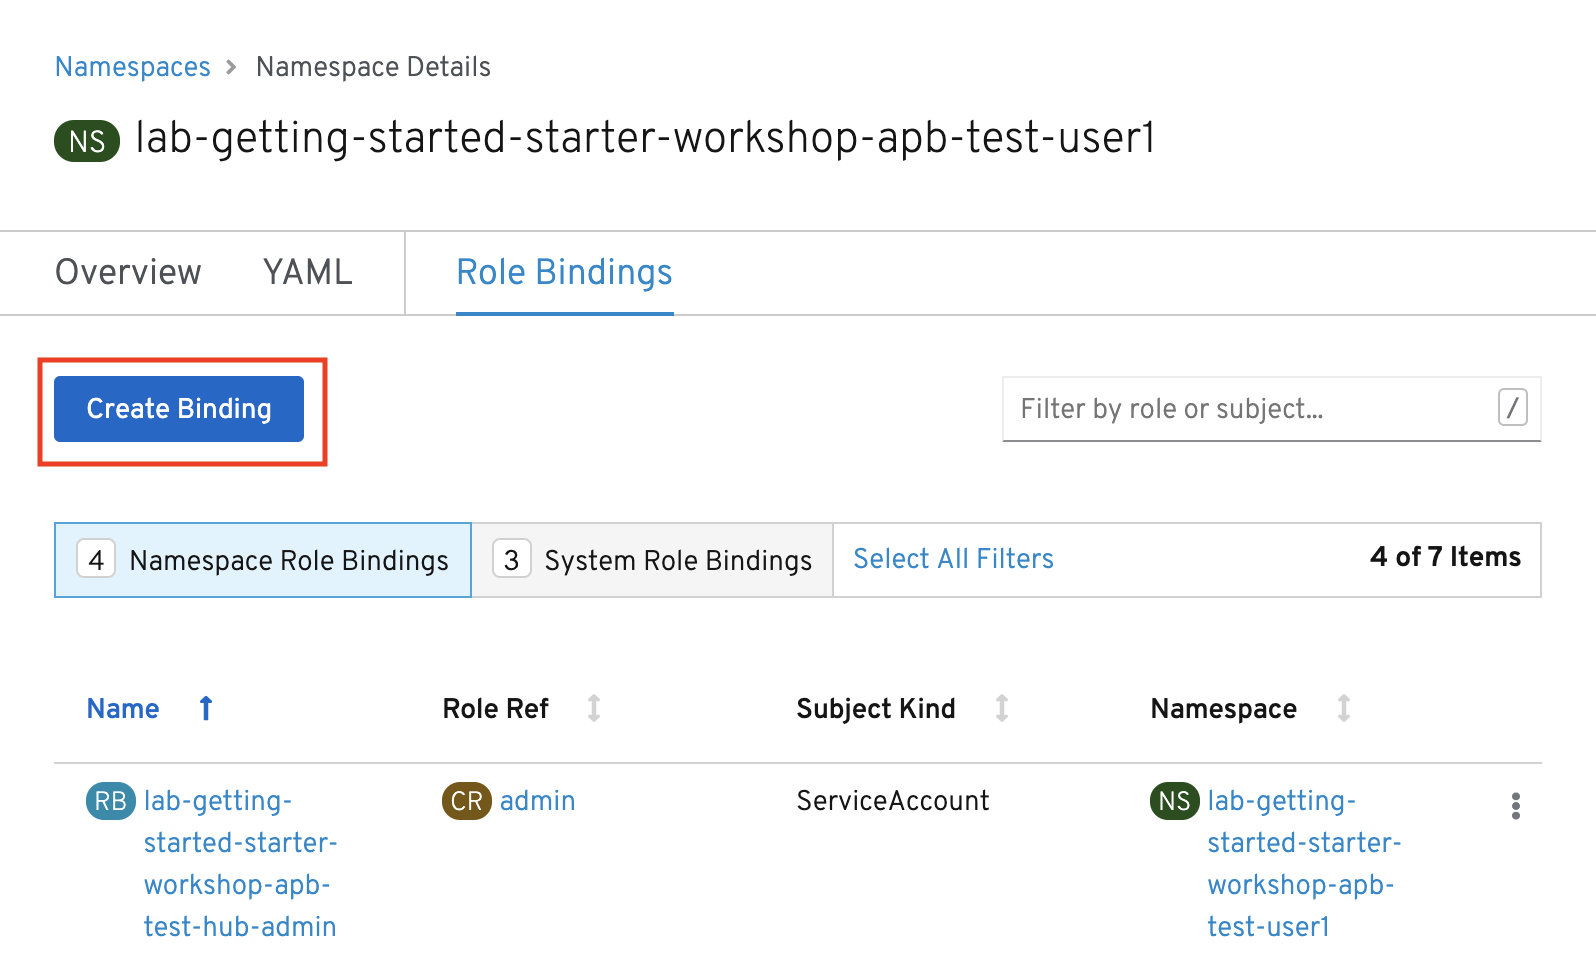 Namespaces > Namespace Details
NS lab-getting-started-starter-workshop-apb-test-user1
Overview YAML Role Bindings
Create Binding Filter by role or subject... /
4 Namespace Role Bindings 3 System Role Bindings Select All Filters 4 of 7 Items
Name Role Ref Subject Kind Namespace
RB lab-getting- CR admin ServiceAccount NS lab-getting-
started-starter- started-starter-
workshop-apb- workshop-apb-
test-hub-admin test-user1